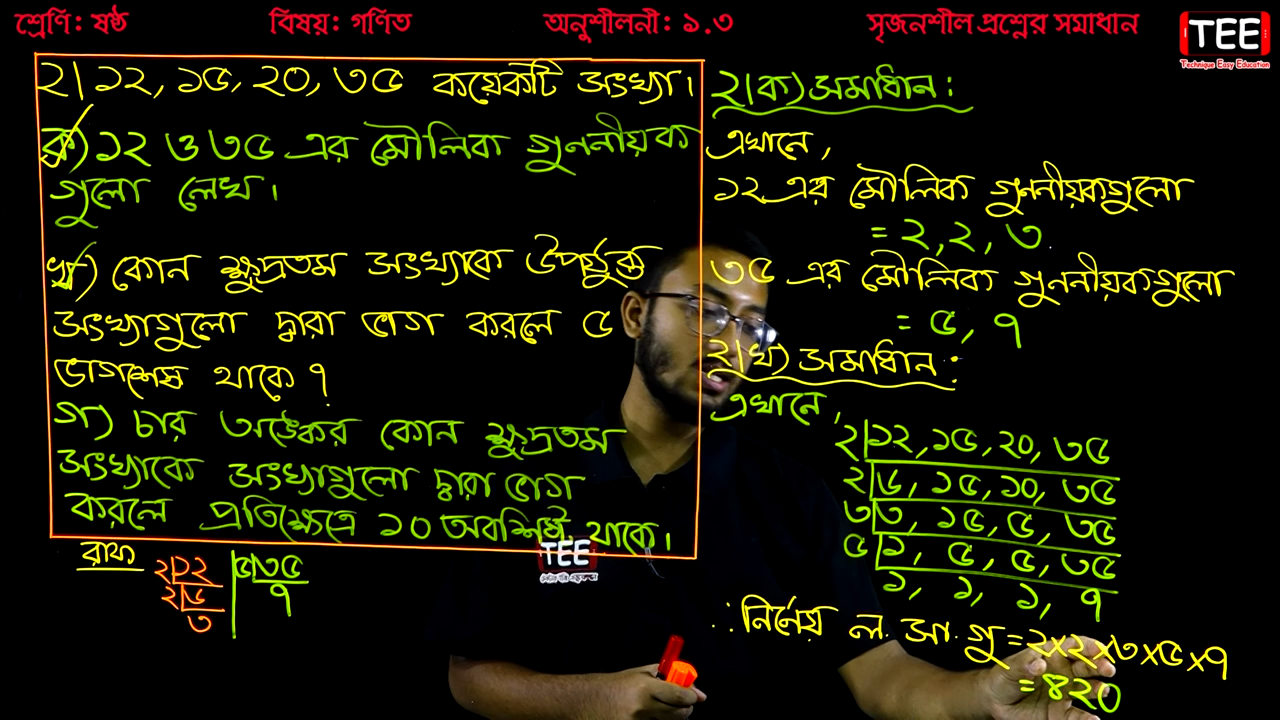 শ্রেণি: ষষ্ঠ
বিষয়: গণিত
অনুশীলনী: ১.৩
সৃজনশীল প্রশ্নের সমাধান
TEE
Technique Easy Education
২। ১২, ১৫, ২০, ৩৫ কয়েকটি সংখ্যা।
ক) ১২ ও ৩৫ এর মৌলিক গুননীয়ক
গুলো লেখ।
খ) কোন ক্ষুদ্রতম সংখ্যাকে উপর্যুক্ত
সংখ্যাগুলো দ্বারা ভাগ করলে ৫
ভাগশেষ থাকে ?
গ) চার অঙ্কের কোন ক্ষুদ্রতম
সংখ্যাকে সংখ্যাগুলো দ্বারা ভাগ
করলে প্রতিক্ষেত্রে ১০ অবশিষ্ট থাকে।
রাফ
২|১২
২|৬
৩
৫|৩৫
৭
TEE
২।ক) সমাধান:
এখানে,
১২ এর মৌলিক গুননীয়কগুলো
= ২, ২, ৩.
৩৫ এর মৌলিক গুননীয়কগুলো
= ৫, ৭
২।খ) সমাধান:
এখানে,
২|১২, ১৫, ২০, ৩৫
২|৬, ১৫, ১০, ৩৫
৩|৩, ১৫, ৫, ৩৫
৫|১, ৫, ৫, ৩৫
১, ১, ১, ৭
∴ নির্নেয় ল. সা. গু = ২×২×৩×৫×৭
= ৪২০